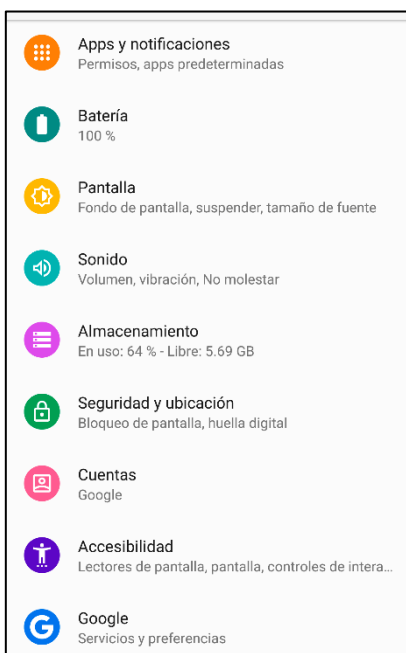 Apps y notificaciones
Permisos, apps predeterminadas
Batería
100 %
Pantalla
Fondo de pantalla, suspender, tamaño de fuente
Sonido
Volumen, vibración, No molestar
Almacenamiento
En uso: 64 % - Libre: 5.69 GB
Seguridad y ubicación
Bloqueo de pantalla, huella digital
Cuentas
Google
Accesibilidad
Lectores de pantalla, pantalla, controles de intera...
Google
Servicios y preferencias